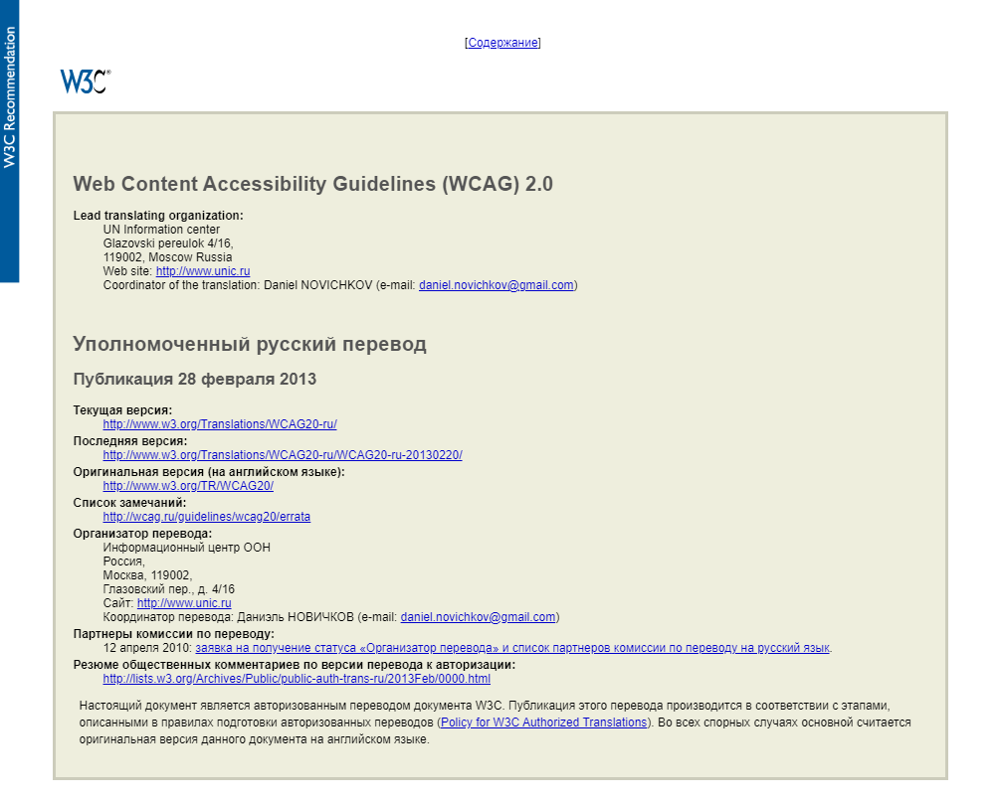 W3C Recommendation
[Содержание]
W3C®
Web Content Accessibility Guidelines (WCAG) 2.0
Lead translating organization:
UN Information center
Glazovski pereulok 4/16,
119002, Moscow Russia
Web site: http://www.unic.ru
Coordinator of the translation: Daniel NOVICHKOV (e-mail: daniel.novichkov@gmail.com)
Уполномоченный русский перевод
Публикация 28 февраля 2013
Текущая версия:
http://www.w3.org/Translations/WCAG20-ru/
Последняя версия:
http://www.w3.org/Translations/WCAG20-ru/WCAG20-ru-20130220/
Оригинальная версия (на английском языке):
http://www.w3.org/TR/WCAG20/
Список замечаний:
http://wcag.ru/guidelines/wcag20/errata
Организатор перевода:
Информационный центр ООН
Россия,
Москва, 119002,
Глазовский пер., д. 4/16
Сайт: http://www.unic.ru
Координатор перевода: Даниэль НОВИЧКОВ (e-mail: daniel.novichkov@gmail.com)
Партнеры комиссии по переводу:
12 апреля 2010: заявка на получение статуса «Организатор перевода» и список партнеров комиссии по переводу на русский язык.
Резюме общественных комментариев по версии перевода к авторизации:
http://lists.w3.org/Archives/Public/public-auth-trans-ru/2013Feb/0000.html
Настоящий документ является авторизованным переводом документа W3C. Публикация этого перевода производится в соответствии с этапами,
описанными в правилах подготовки авторизованных переводов (Policy for W3C Authorized Translations). Во всех спорных случаях основной считается
оригинальная версия данного документа на английском языке.